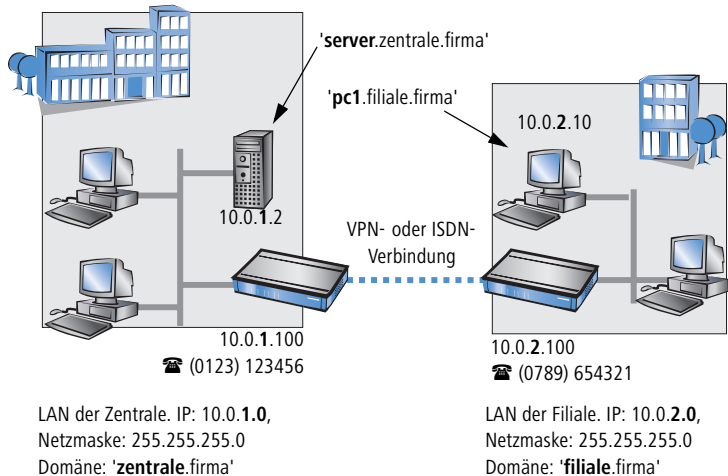 'server.zentrale.firma'
'pc1.filiale.firma'
10.0.2.10
10.0.1.2
VPN- oder ISDN-
Verbindung
10.0.1.100
☎ (0123) 123456
10.0.2.100
☎ (0789) 654321
LAN der Zentrale. IP: 10.0.1.0,
Netzmaske: 255.255.255.0
Domäne: 'zentrale.firma'
LAN der Filiale. IP: 10.0.2.0,
Netzmaske: 255.255.255.0
Domäne: 'filiale.firma'